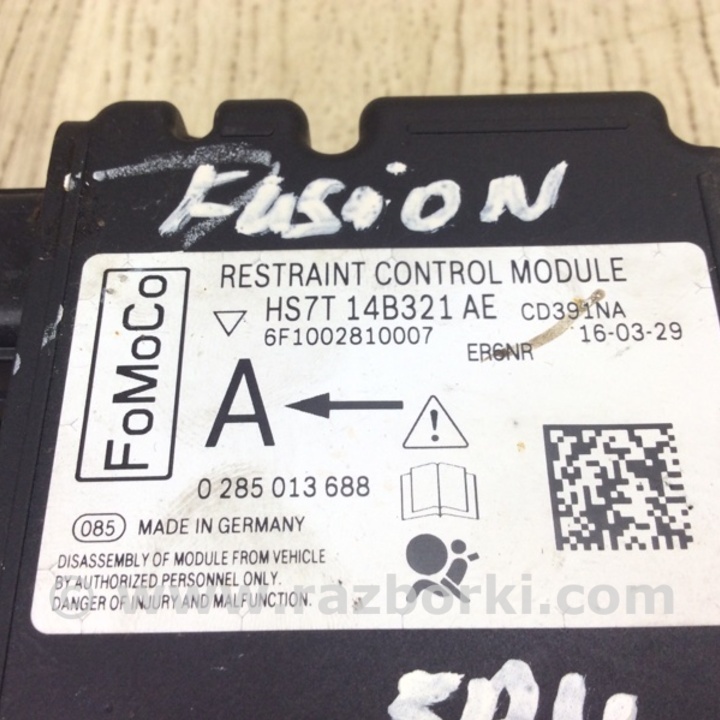 Fusion
FoMoCo
RESTRAINT CONTROL MODULE
HS7T 14B321 AE CD391NA
6F1002810007 16-03-29
A
0 285 013 688
085 MADE IN GERMANY
DISASSEMBLY OF MODULE FROM VEHICLE
BY AUTHORIZED PERSONNEL ONLY.
DANGER OF INJURY AND MALFUNCTION.
© www.razborki.com